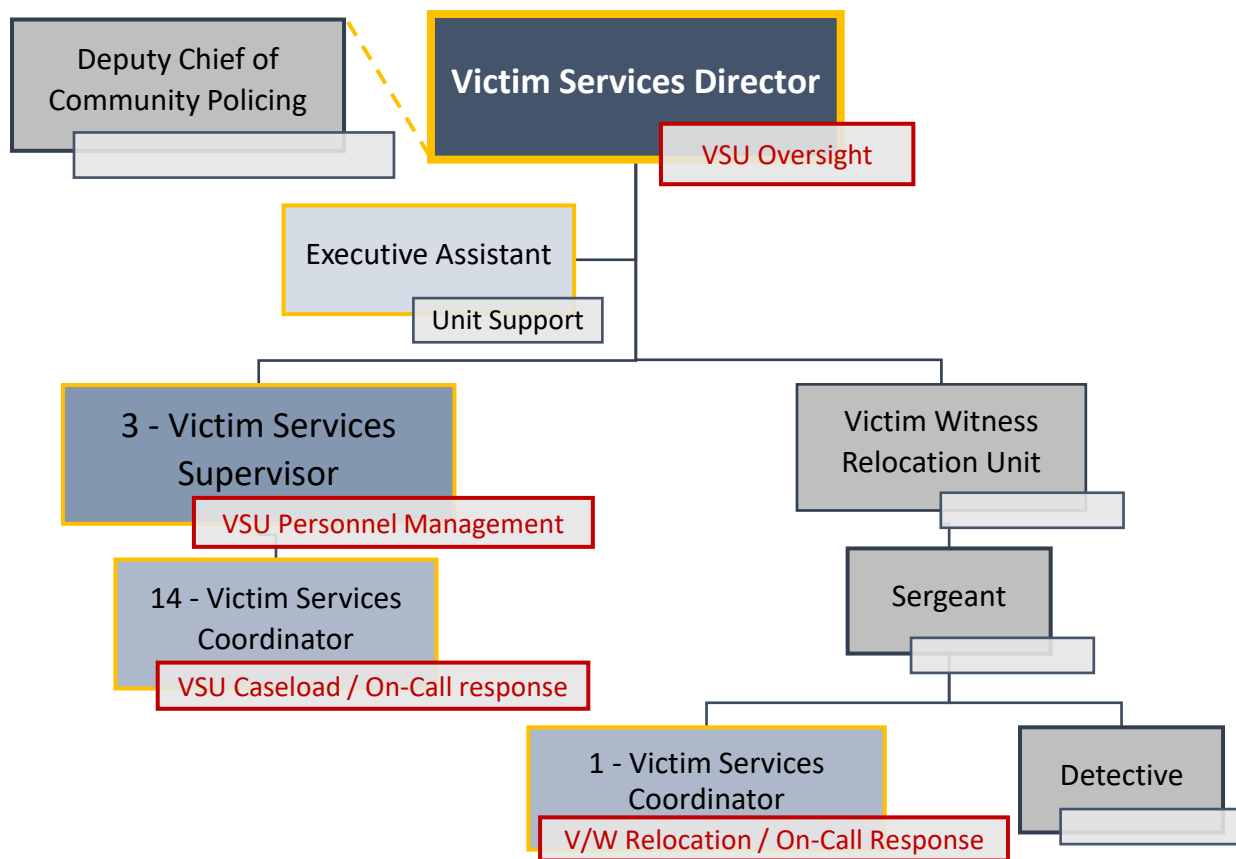 Deputy Chief of
Community Policing
Victim Services Director
VSU Oversight
Executive Assistant
Unit Support
3 - Victim Services
Supervisor
VSU Personnel Management
14 - Victim Services
Coordinator
VSU Caseload / On-Call response
Victim Witness
Relocation Unit
Sergeant
1 - Victim Services
Coordinator
V/W Relocation / On-Call Response
Detective